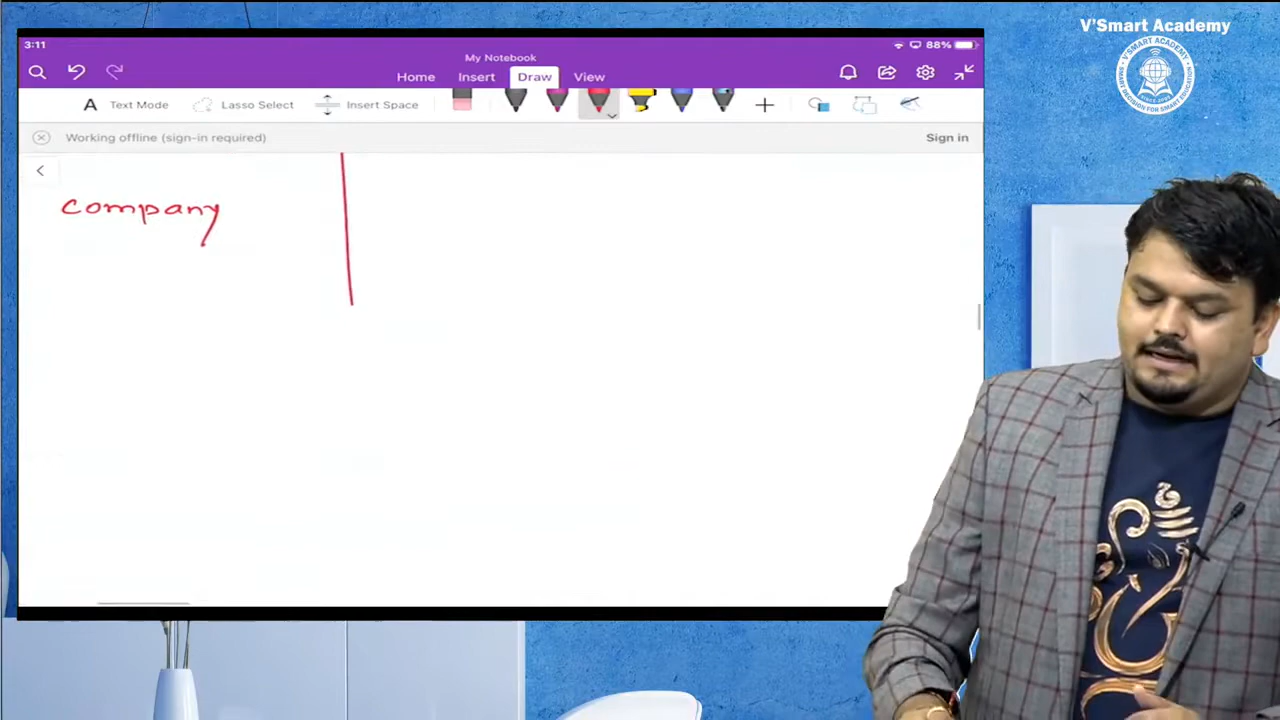 V'Smart Academy
3:11
88%
My Notebook
Home Insert Draw View
A Text Mode Lasso Select Insert Space
Working offline (sign-in required) Sign in
company